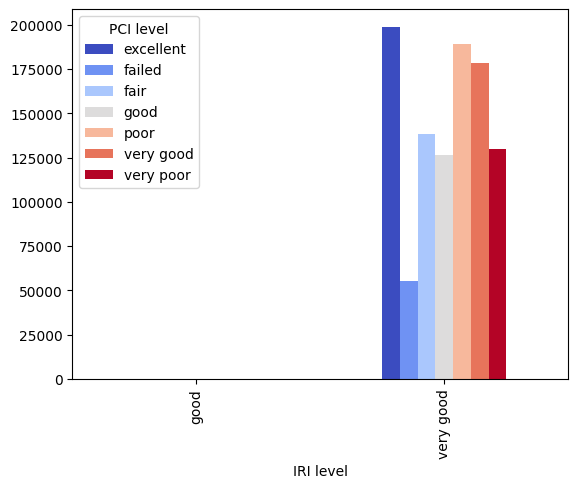 200000
175000
150000
125000
100000
75000
50000
25000
0
PCI level
excellent
failed
fair
good
poor
very good
very poor
good
very good
IRI level